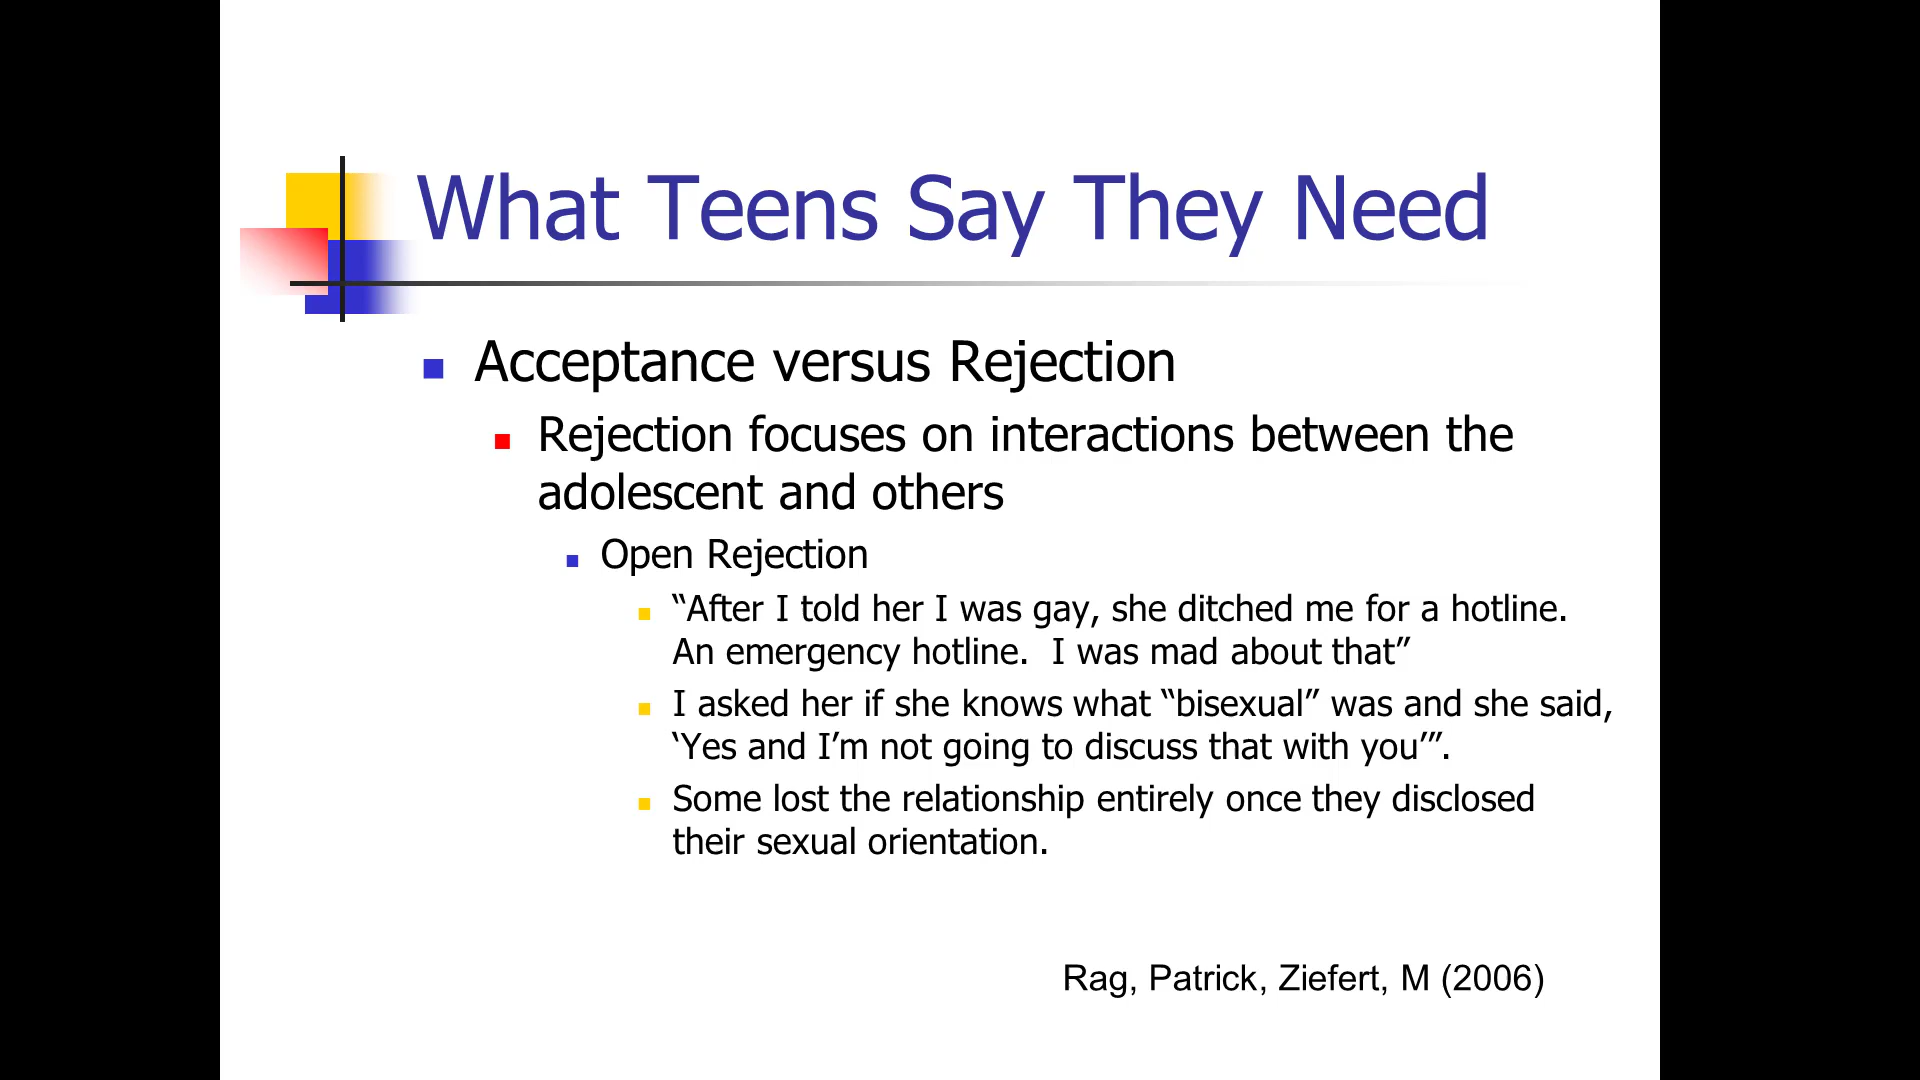 What Teens Say They Need
Acceptance versus Rejection
Rejection focuses on interactions between the
adolescent and others
Open Rejection
“After I told her I was gay, she ditched me for a hotline.
An emergency hotline.  I was mad about that”
I asked her if she knows what “bisexual” was and she said,
‘Yes and I’m not going to discuss that with you’”.
Some lost the relationship entirely once they disclosed
their sexual orientation.
Rag, Patrick, Ziefert, M (2006)